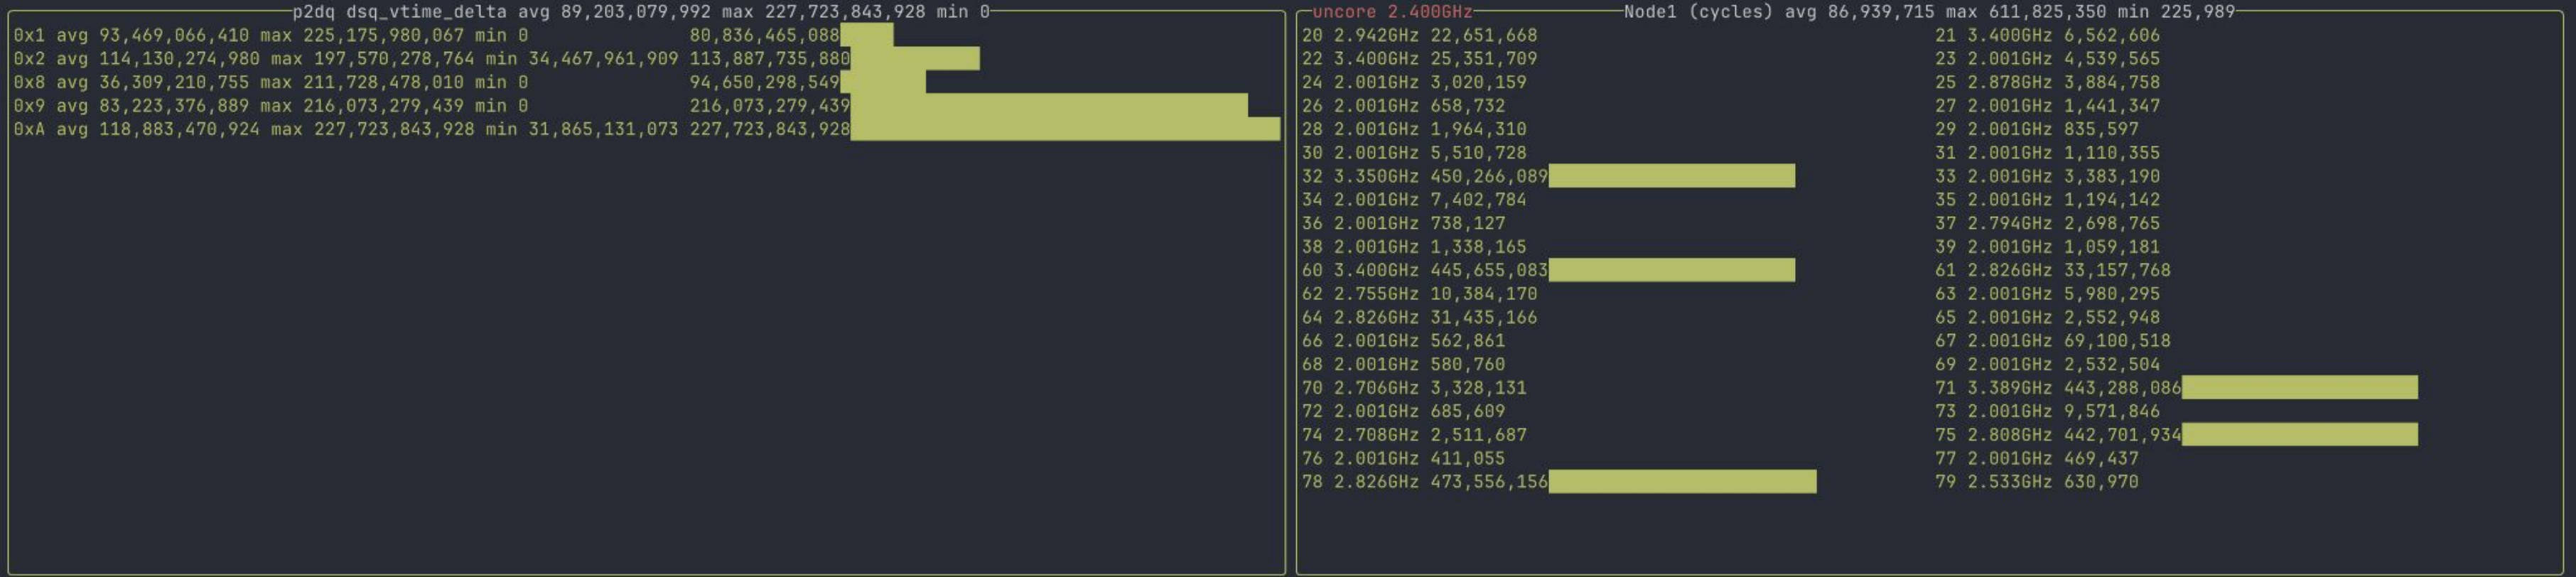 p2dq dsq_vtime_delta avg 89,203,079,992 max 227,723,843,928 min 0
0x1 avg 93,469,066,410 max 225,175,980,067 min 0 80,836,465,088
0x2 avg 114,130,274,980 max 197,570,278,764 min 34,467,961,909 113,887,735,880
0x8 avg 36,309,210,755 max 211,728,478,010 min 0 94,650,298,549
0x9 avg 83,223,376,889 max 216,073,279,439 min 0 216,073,279,439
0xA avg 118,883,470,924 max 227,723,843,928 min 31,865,131,073 227,723,843,928
uncore 2.400GHz Node1 (cycles) avg 86,939,715 max 611,825,350 min 225,989
20 2.942GHz 22,651,668 21 3.400GHz 6,562,606
22 3.400GHz 25,351,709 23 2.001GHz 4,539,565
24 2.001GHz 3,020,159 25 2.878GHz 3,884,758
26 2.001GHz 658,732 27 2.001GHz 1,441,347
28 2.001GHz 1,964,310 29 2.001GHz 835,597
30 2.001GHz 5,510,728 31 2.001GHz 1,110,355
32 3.350GHz 450,266,089 33 2.001GHz 3,383,190
34 2.001GHz 7,402,784 35 2.001GHz 1,194,142
36 2.001GHz 738,127 37 2.794GHz 2,698,765
38 2.001GHz 1,338,165 39 2.001GHz 1,059,181
60 3.400GHz 445,655,083 61 2.826GHz 33,157,768
62 2.755GHz 10,384,170 63 2.001GHz 5,980,295
64 2.826GHz 31,435,166 65 2.001GHz 2,552,948
66 2.001GHz 562,861 67 2.001GHz 69,100,518
68 2.001GHz 580,760 69 2.001GHz 2,532,504
70 2.706GHz 3,328,131 71 3.389GHz 443,288,086
72 2.001GHz 685,609 73 2.001GHz 9,571,846
74 2.708GHz 2,511,687 75 2.808GHz 442,701,934
76 2.001GHz 411,055 77 2.001GHz 469,437
78 2.826GHz 473,556,156 79 2.533GHz 630,970